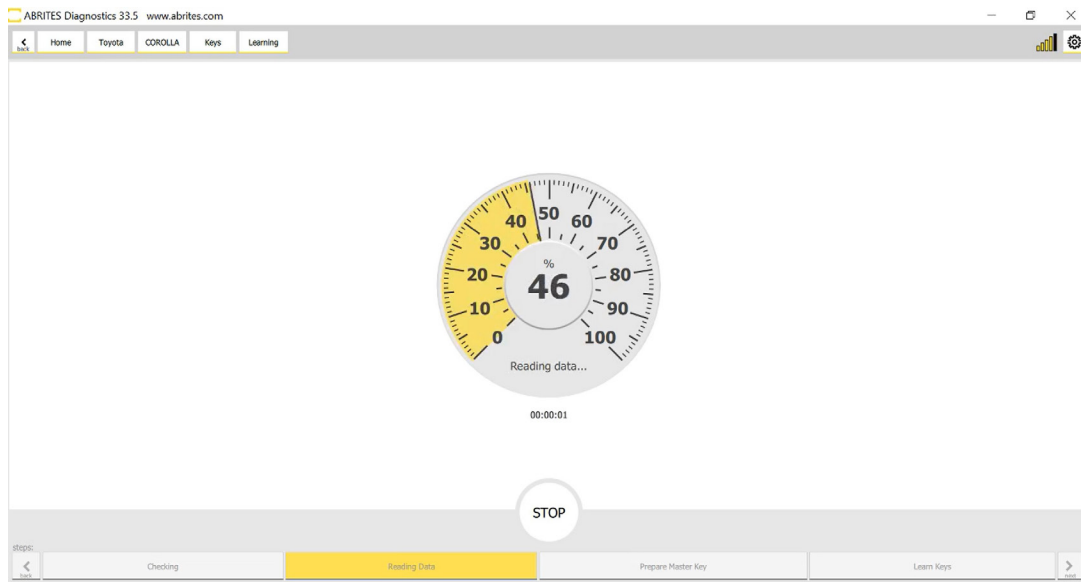 ABRITES Diagnostics 33.5 www.abrites.com
back Home Toyota COROLLA Keys Learning
0
10
20
30
40
50
60
70
80
90
100
%
46
Reading data...
00:00:01
STOP
steps:
back Checking Reading Data Prepare Master Key Learn Keys next